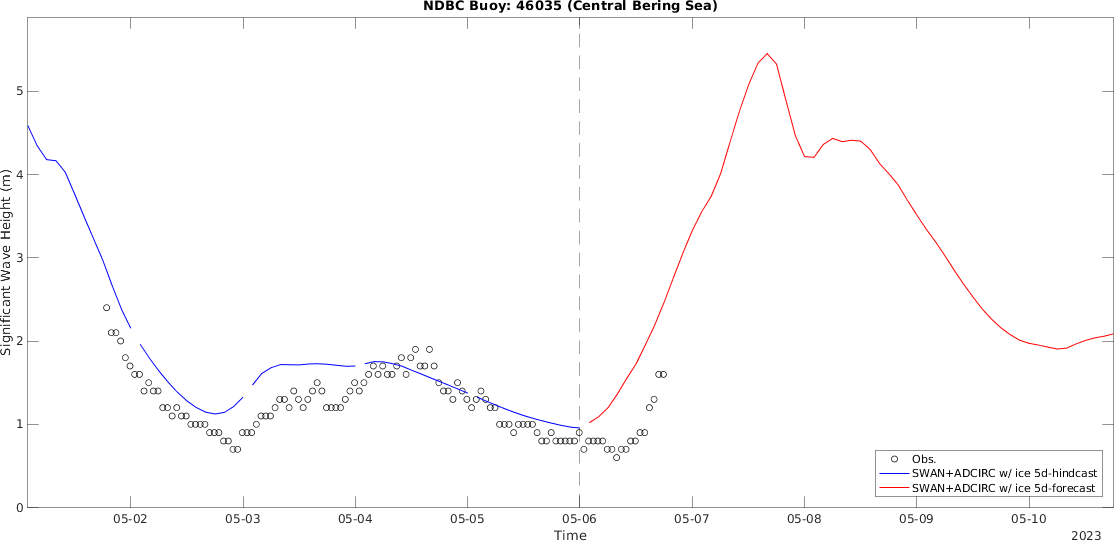 NDBC Buoy: 46035 (Central Bering Sea)
Significant Wave Height (m)
5
4
3
2
1
0
Obs.
SWAN+ADCIRC w/ ice 5d-hindcast
SWAN+ADCIRC w/ ice 5d-forecast
05-02 05-03 05-04 05-05 05-06 05-07 05-08 05-09 05-10
Time
2023